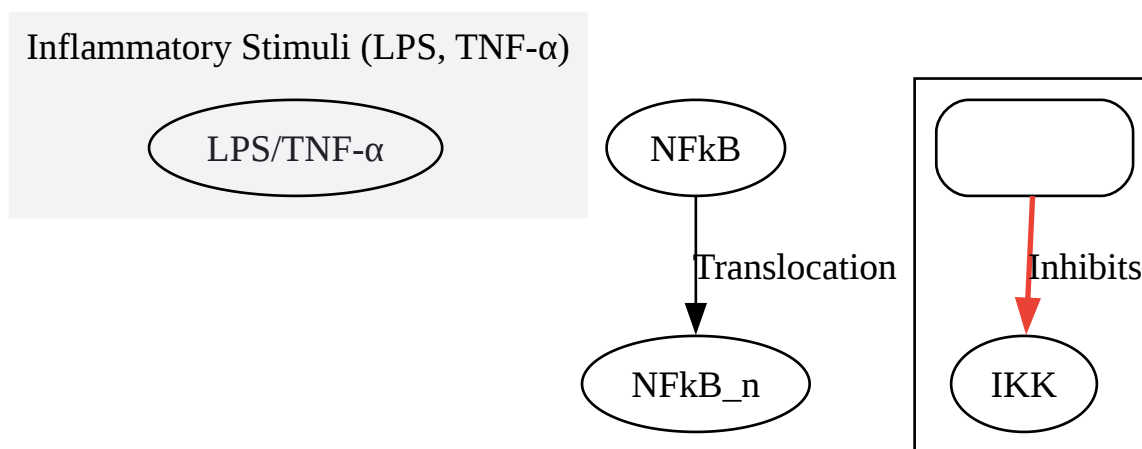 Inflammatory Stimuli (LPS, TNF-α)
LPS/TNF-α
NFkB
Translocation
Inhibits
NFkB_n
IKK